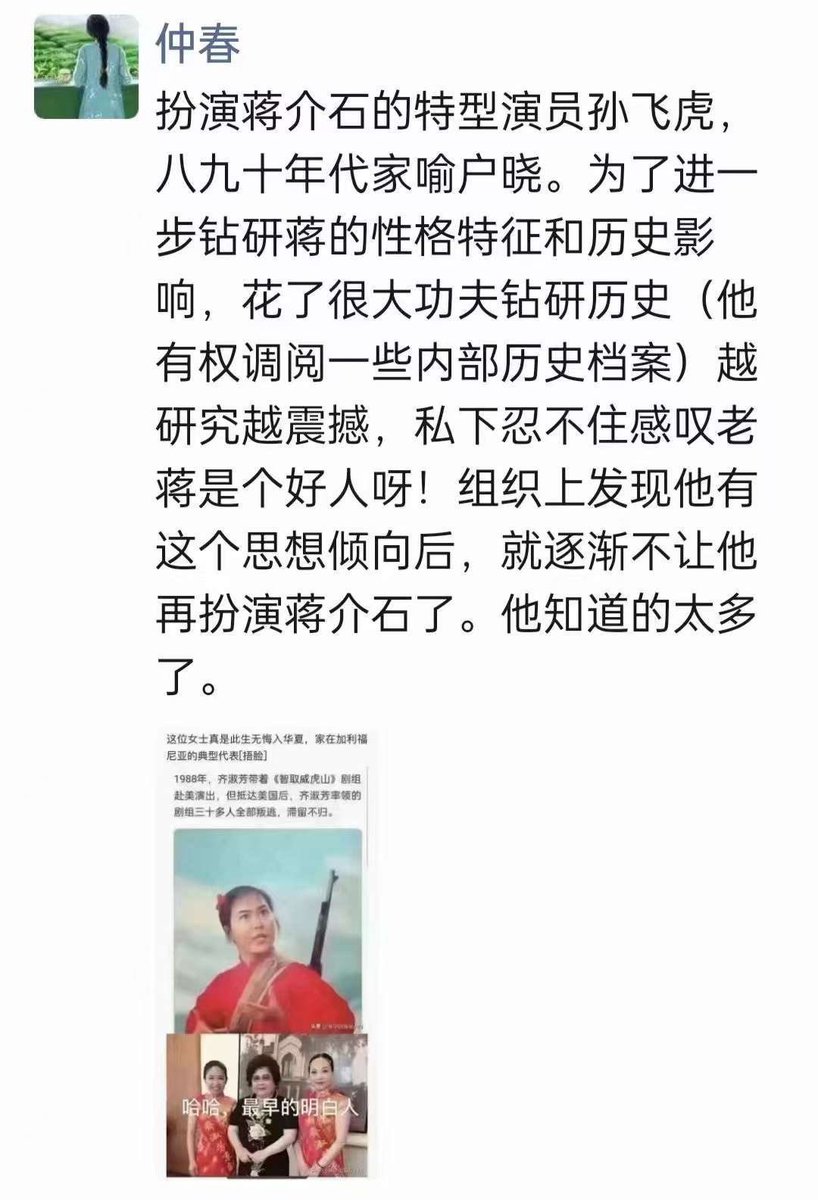 仲春
扮演蒋介石的特型演员孙飞虎，
八九十年代家喻户晓。为了进一
步钻研蒋的性格特征和历史影
响，花了很大功夫钻研历史（他
有权调阅一些内部历史档案）越
研究越震撼，私下忍不住感叹老
蒋是个好人呀！组织上发现他有
这个思想倾向后，就逐渐不让他
再扮演蒋介石了。他知道的太多
了。
这位女士真是此生无悔入华夏，家在加利福
尼亚的典型代表[捂脸]
1988年，齐淑芳带着《智取威虎山》剧组
赴美演出，但抵达美国后，齐淑芳率领的
剧组三十多人全部叛逃，滞留不归。
哈哈，最早的明白人